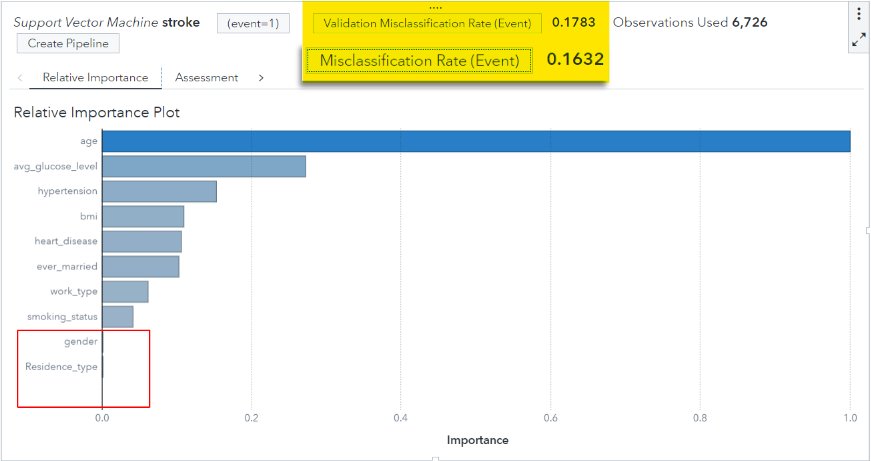 Support Vector Machine stroke (event=1) Validation Misclassification Rate (Event) 0.1783 Observations Used 6,726
Create Pipeline Misclassification Rate (Event) 0.1632
Relative Importance Assessment
Relative Importance Plot
age
avg_glucose_level
hypertension
bmi
heart_disease
ever_married
work_type
smoking_status
gender
Residence_type
0.0 0.2 0.4 0.6 0.8 1.0
Importance